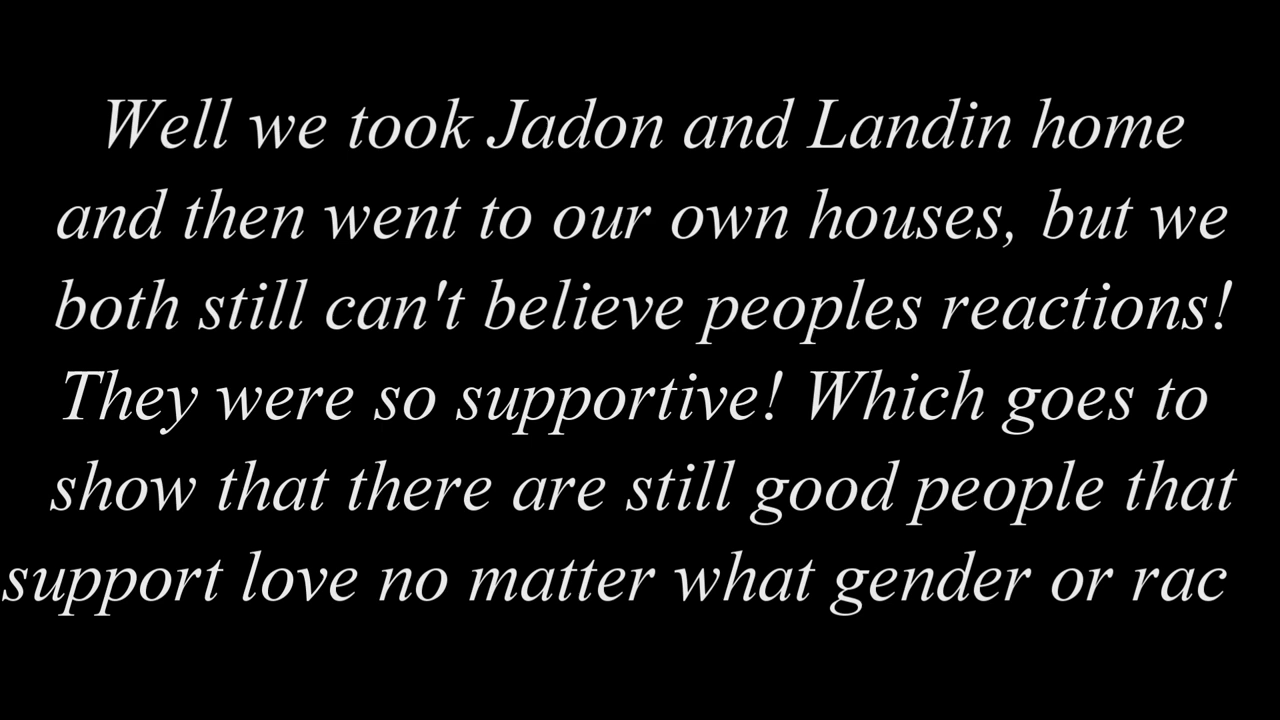 Well we took Jadon and Landin home
and then went to our own houses, but we
both still can't believe peoples reactions!
They were so supportive! Which goes to
show that there are still good people that
support love no matter what gender or rac